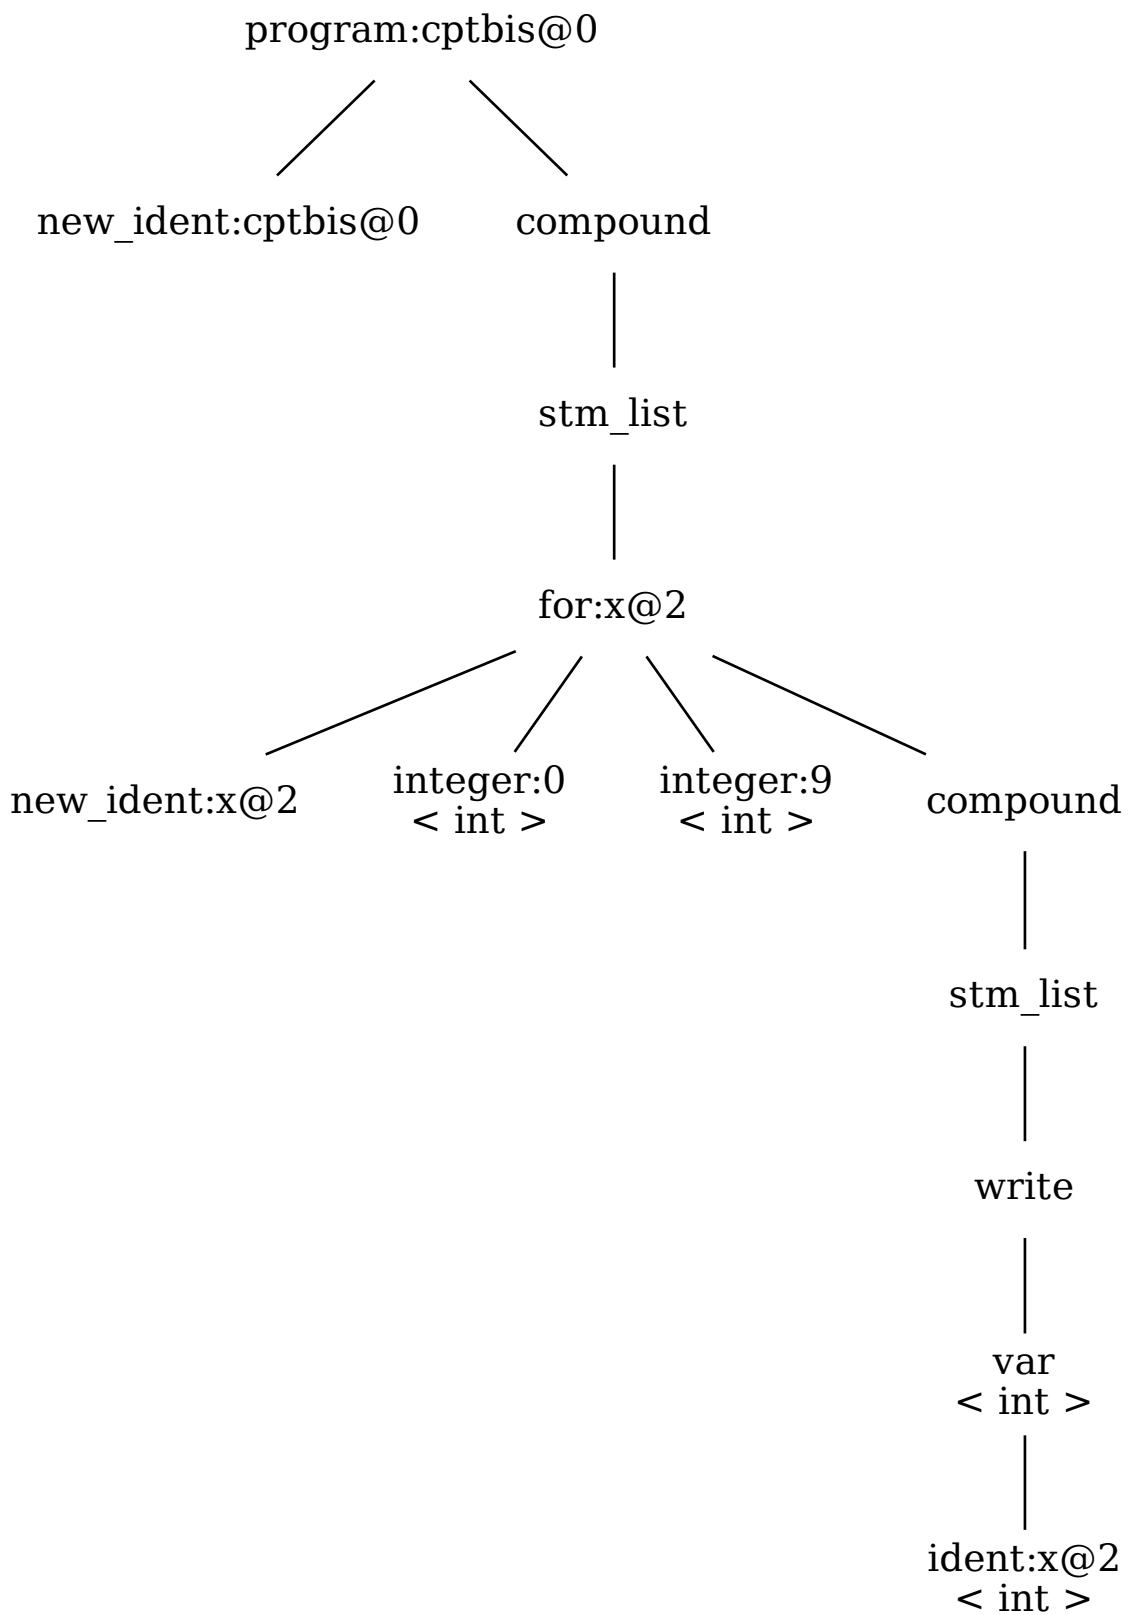 program:cptbis@0
new_ident:cptbis@0
compound
stm_list
for:x@2
new_ident:x@2
integer:0
< int >
integer:9
< int >
compound
stm_list
write
var
< int >
ident:x@2
< int >